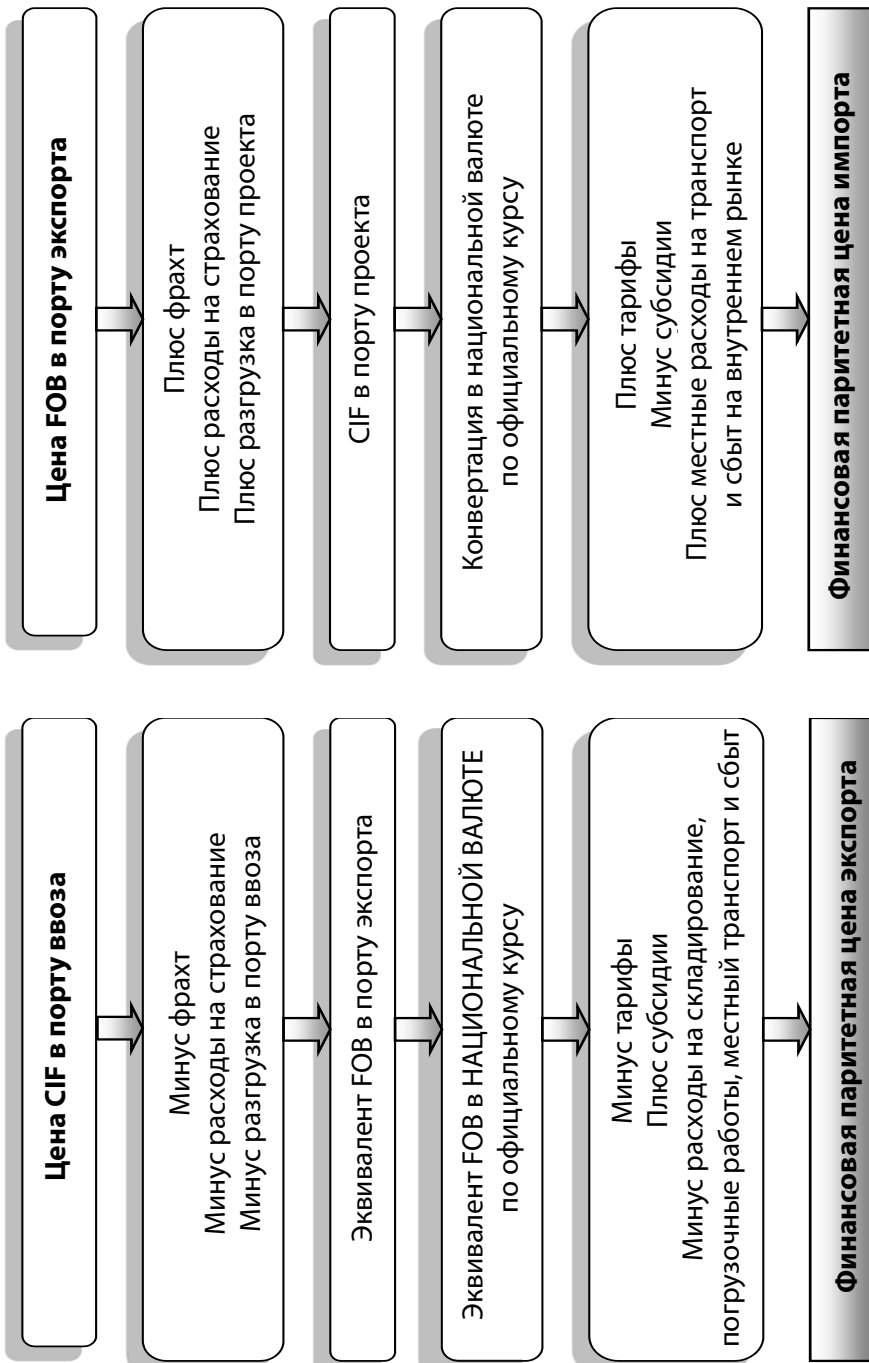 Цена CIF в порту ввоза
Минус фрахт
Минус расходы на страхование
Минус разгрузка в порту ввоза
Эквивалент FOB в порту экспорта
Эквивалент FOB в НАЦИОНАЛЬНОЙ ВАЛЮТЕ
по официальному курсу
Минус тарифы
Плюс субсидии
Минус расходы на складирование,
погрузочные работы, местный транспорт и сбыт
Финансовая паритетная цена экспорта
Цена FOB в порту экспорта
Плюс фрахт
Плюс расходы на страхование
Плюс разгрузка в порту проекта
CIF в порту проекта
Конвертация в национальной валюте
по официальному курсу
Плюс тарифы
Минус субсидии
Плюс местные расходы на транспорт
и сбыт на внутреннем рынке
Финансовая паритетная цена импорта